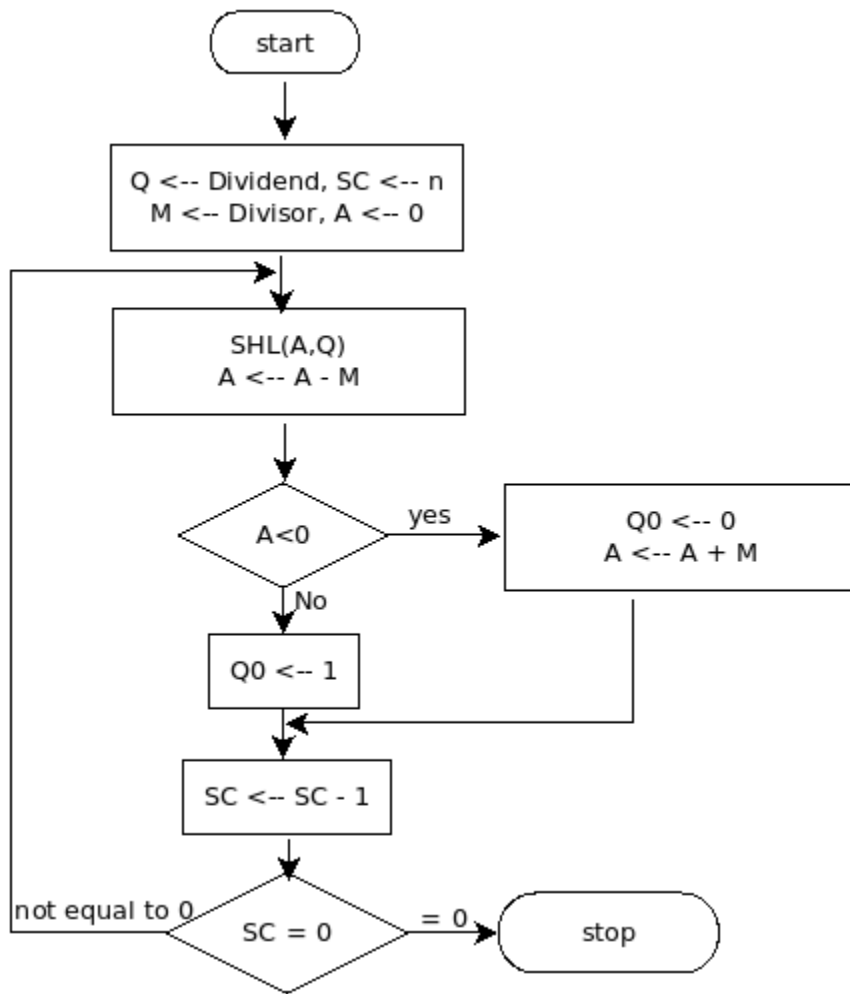 start
Q <-- Dividend, SC <-- n
M <-- Divisor, A <-- 0
SHL(A,Q)
A <-- A - M
A<0
yes
Q0 <-- 0
A <-- A + M
No
Q0 <-- 1
SC <-- SC - 1
not equal to 0
SC = 0
= 0
stop